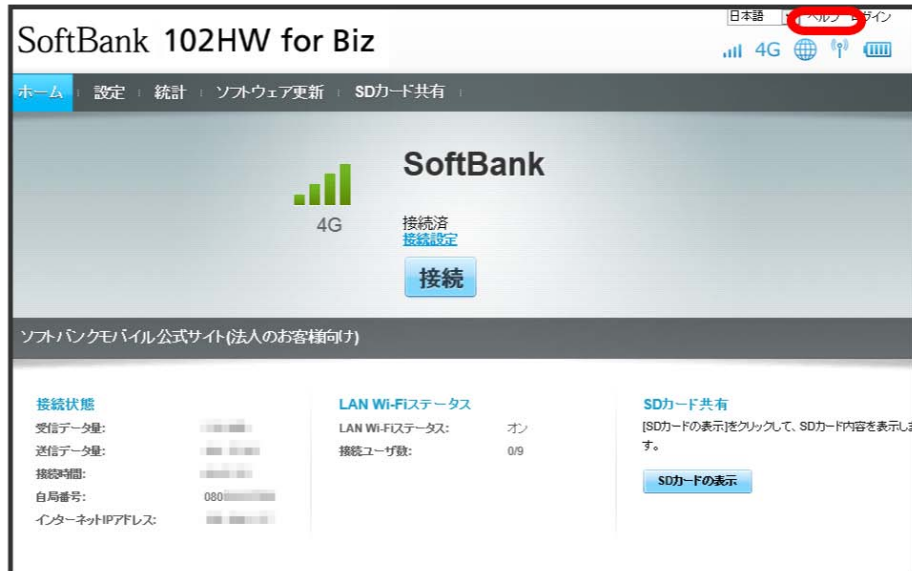 日本語 ヘルプ ログイン
SoftBank 102HW for Biz
4G
ホーム 設定 統計 ソフトウェア更新 SDカード共有
SoftBank
4G
接続済
接続設定
接続
ソフトバンクモバイル公式サイト(法人のお客様向け)
接続状態
受信データ量:
送信データ量:
接続時間:
自局番号: 080
インターネットIPアドレス:
LAN Wi-Fiステータス
LAN Wi-Fiステータス: オン
接続ユーザ数: 0/9
SDカード共有
[SDカードの表示]をクリックして、SDカード内容を表示しま
す。
SDカードの表示